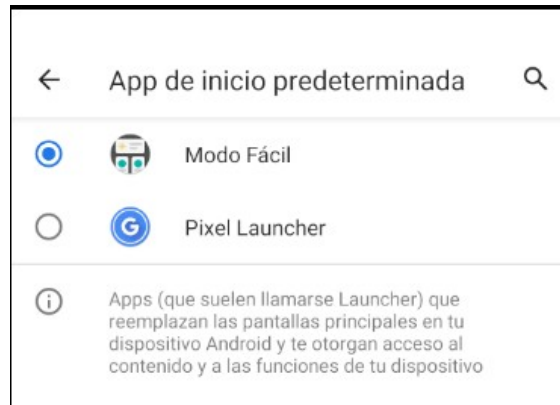 App de inicio predeterminada
Modo Fácil
G
Pixel Launcher
Apps (que suelen llamarse Launcher) que
reemplazan las pantallas principales en tu
dispositivo Android y te otorgan acceso al
contenido y a las funciones de tu dispositivo